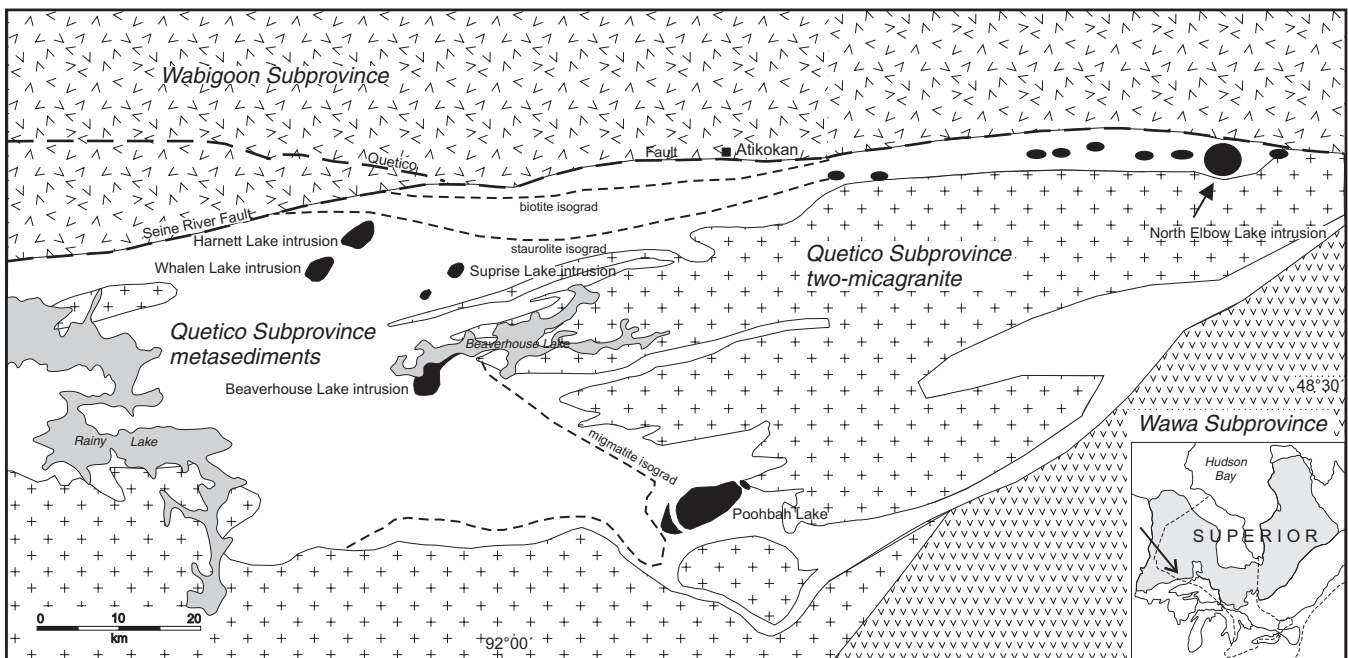 Wabigoon Subprovince
Quetico
Fault
Atikokan
biotite isograd
Seine River Fault
staurolite isograd
Harnett Lake intrusion
North Elbow Lake intrusion
Whalen Lake intrusion
Suprise Lake intrusion
Quetico Subprovince
two-micagranite
Quetico Subprovince
metasediments
Beaverhouse Lake
Beaverhouse Lake intrusion
48°30´
Wawa Subprovince
Rainy Lake
migmatite isograd
Hudson
Bay
Poohbah Lake
SUPERIOR
0 10 20
km
92°00´